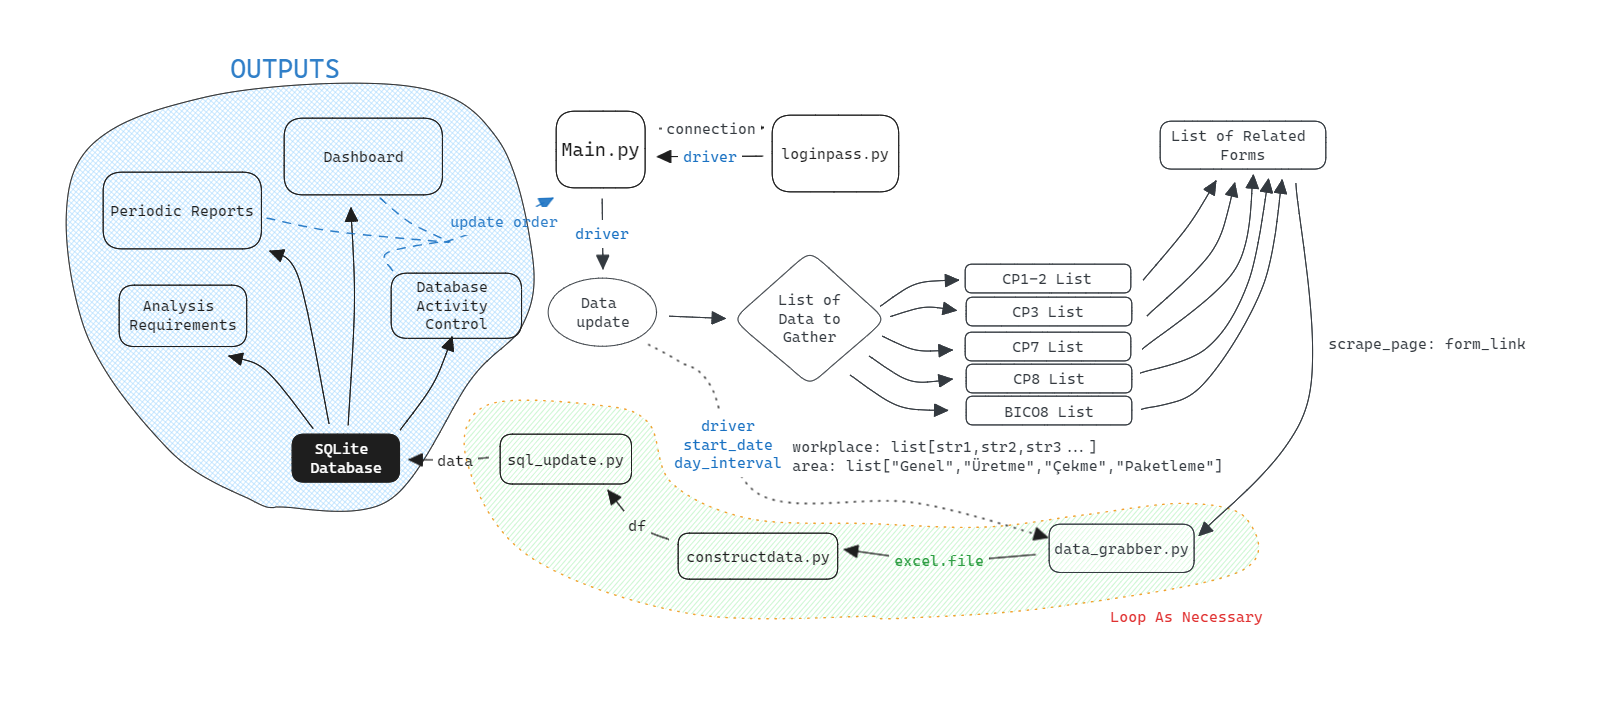 OUTPUTS
Dashboard
Periodic Reports
Analysis
Requirements
Database
Activity
Control
update order
SQLite
Database
Main.py
connection
driver
loginpass.py
driver
Data
update
List of
Data to
Gather
CP1-2 List
CP3 List
CP7 List
CP8 List
BICO8 List
List of Related
Forms
scrape_page: form_link
driver
start_date
day_interval
workplace: list[str1,str2,str3...]
area: list["Genel","Üretme","Çekme","Paketleme"]
data
sql_update.py
df
constructdata.py
excel.file
data_grabber.py
Loop As Necessary